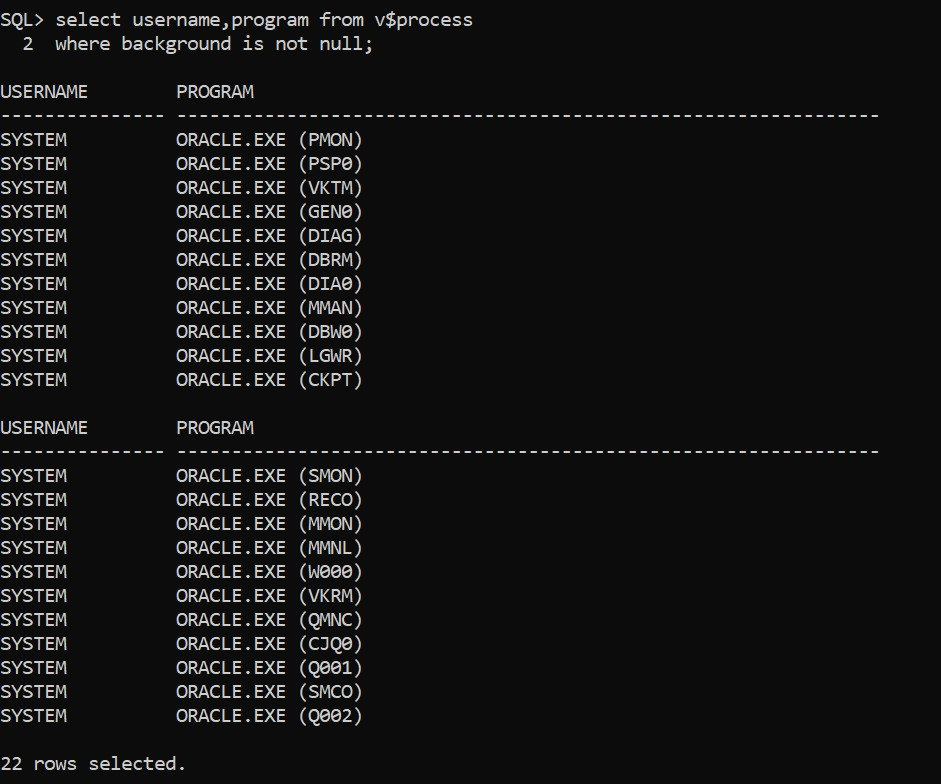 SQL> select username,program from v$process
  2  where background is not null;

USERNAME        PROGRAM
--------------- ----------------------------------------------------------------
SYSTEM          ORACLE.EXE (PMON)
SYSTEM          ORACLE.EXE (PSP0)
SYSTEM          ORACLE.EXE (VKTM)
SYSTEM          ORACLE.EXE (GEN0)
SYSTEM          ORACLE.EXE (DIAG)
SYSTEM          ORACLE.EXE (DBRM)
SYSTEM          ORACLE.EXE (DIA0)
SYSTEM          ORACLE.EXE (MMAN)
SYSTEM          ORACLE.EXE (DBW0)
SYSTEM          ORACLE.EXE (LGWR)
SYSTEM          ORACLE.EXE (CKPT)

USERNAME        PROGRAM
--------------- ----------------------------------------------------------------
SYSTEM          ORACLE.EXE (SMON)
SYSTEM          ORACLE.EXE (RECO)
SYSTEM          ORACLE.EXE (MMON)
SYSTEM          ORACLE.EXE (MMNL)
SYSTEM          ORACLE.EXE (W000)
SYSTEM          ORACLE.EXE (VKRM)
SYSTEM          ORACLE.EXE (QMNC)
SYSTEM          ORACLE.EXE (CJQ0)
SYSTEM          ORACLE.EXE (Q001)
SYSTEM          ORACLE.EXE (SMCO)
SYSTEM          ORACLE.EXE (Q002)

22 rows selected.